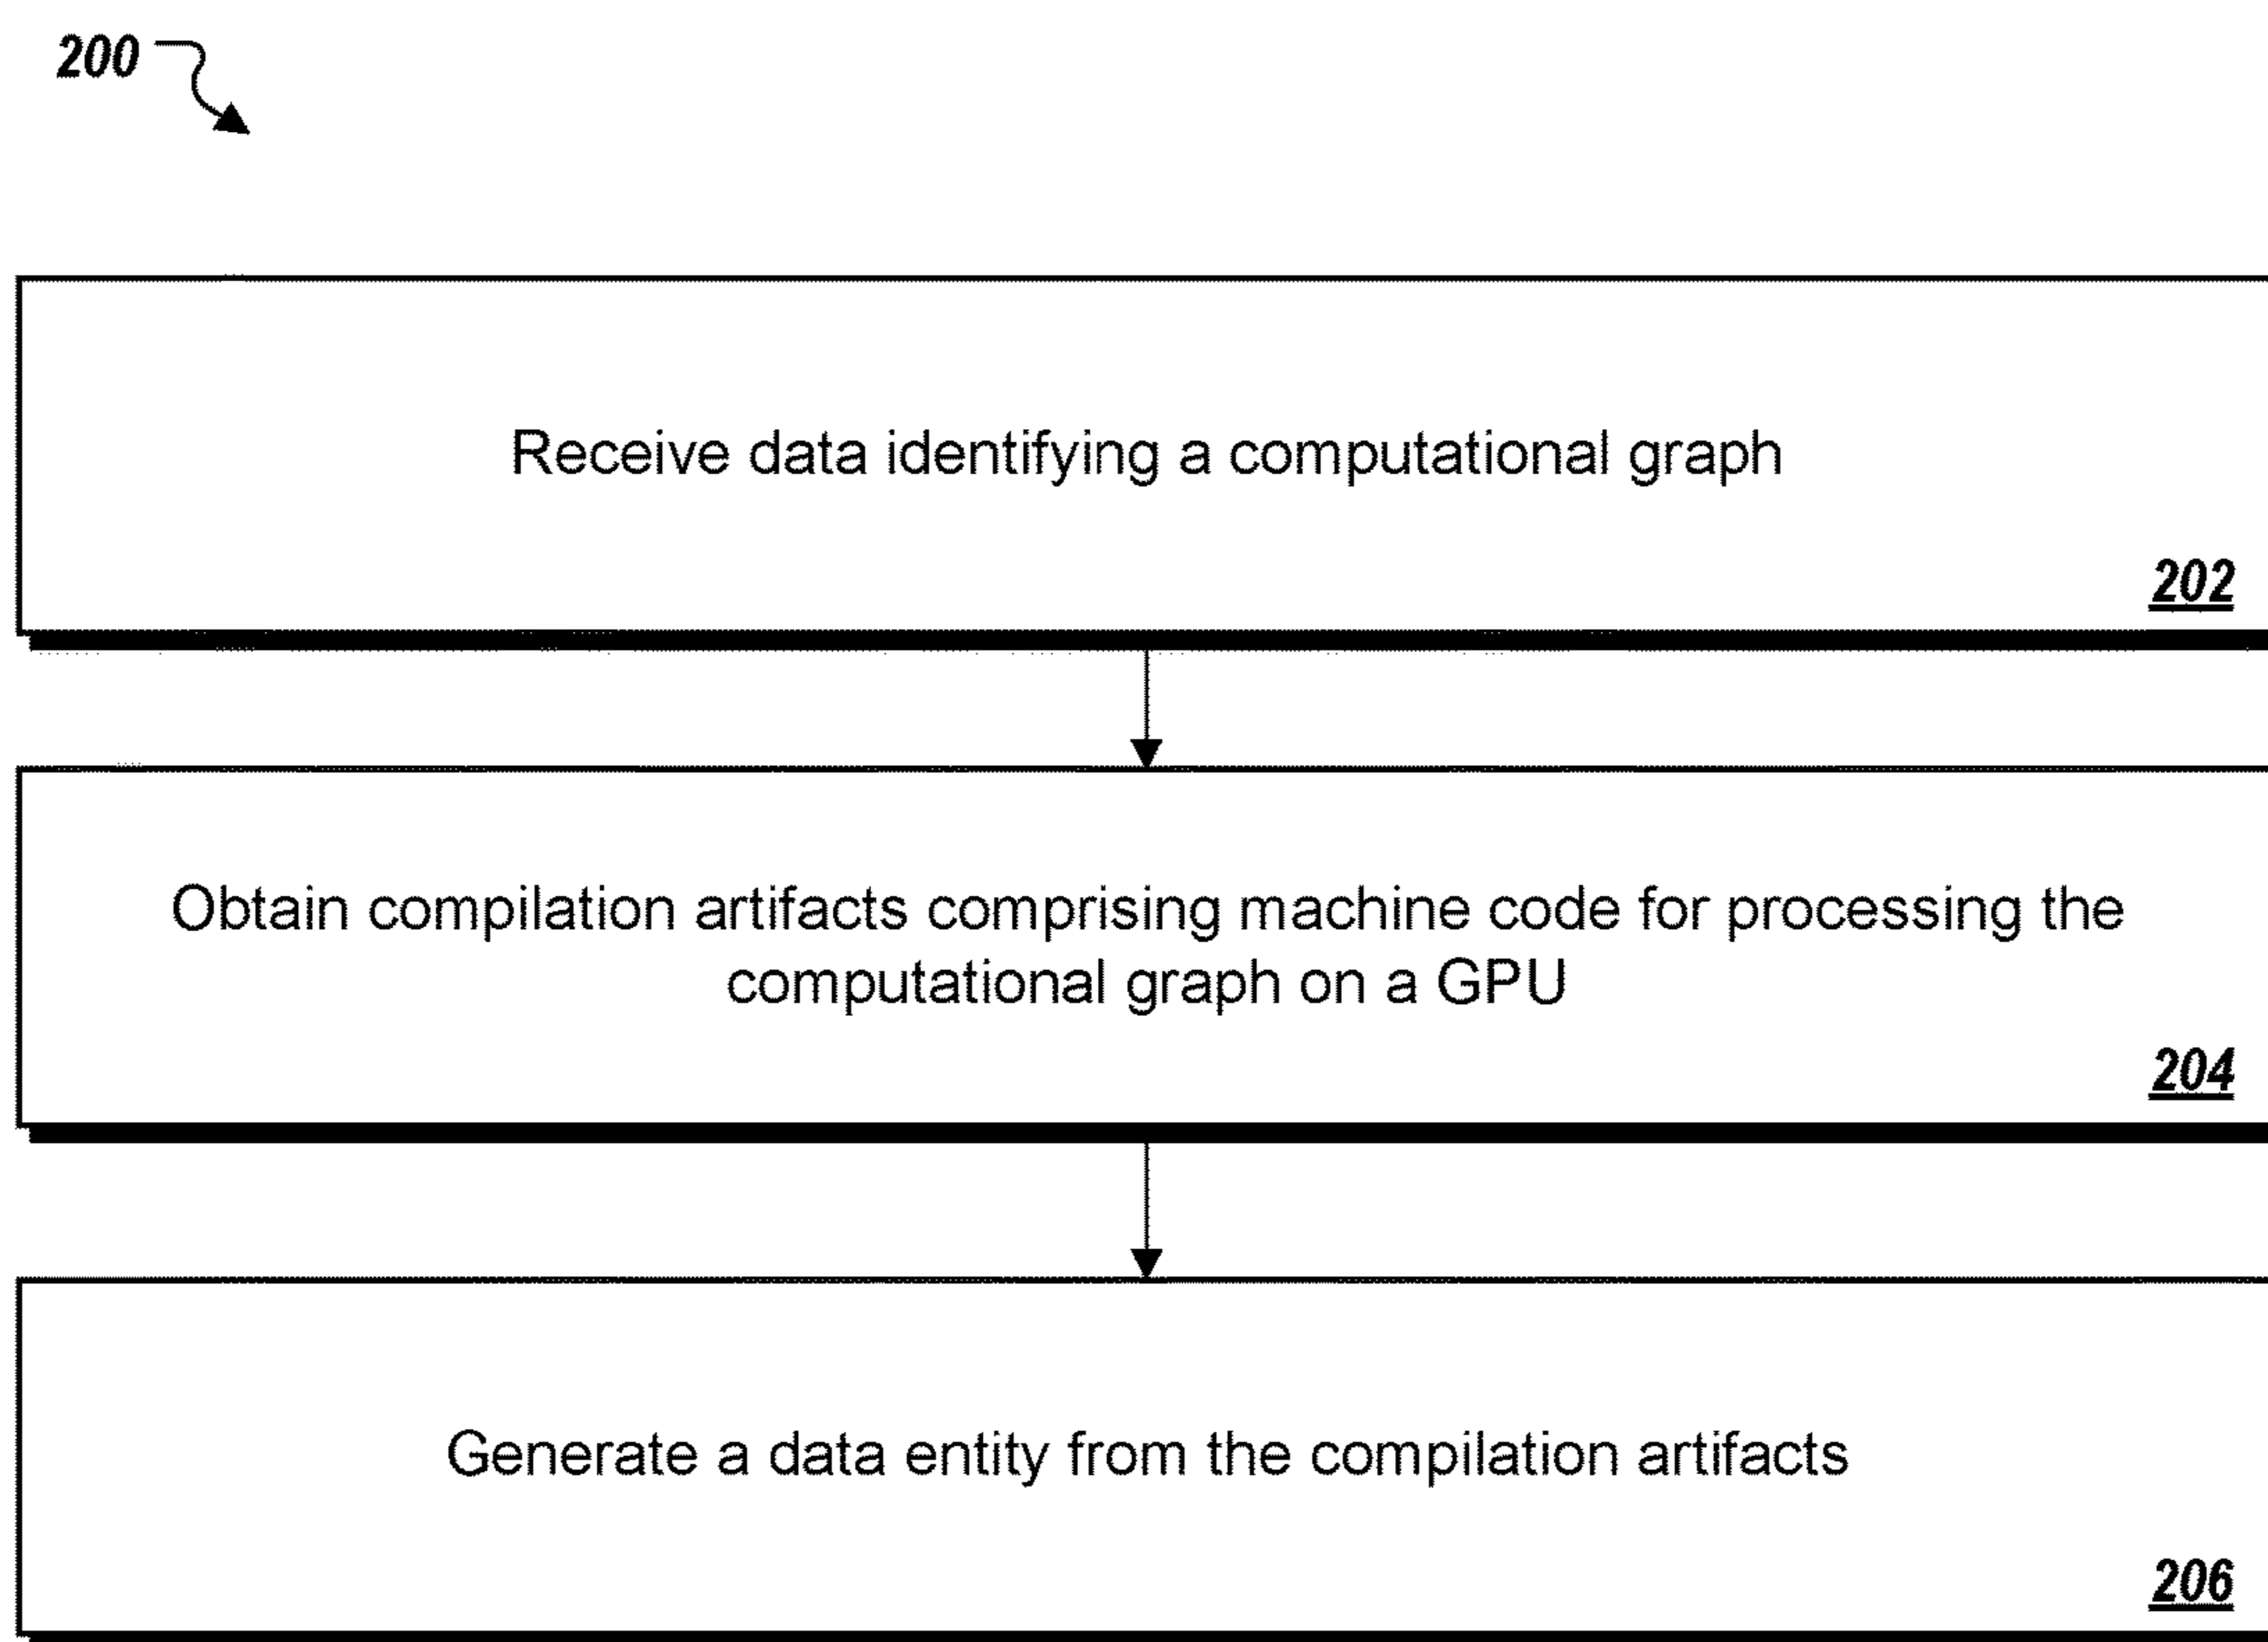 200
Receive data identifying a computational graph
202
Obtain compilation artifacts comprising machine code for processing the
computational graph on a GPU
204
Generate a data entity from the compilation artifacts
206